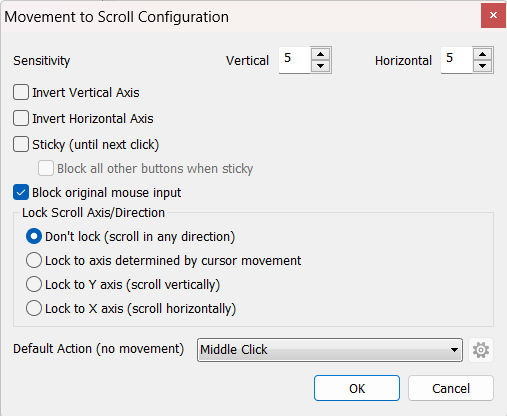 Movement to Scroll Configuration
Sensitivity Vertical 5 Horizontal 5
Invert Vertical Axis
Invert Horizontal Axis
Sticky (until next click)
Block all other buttons when sticky
Block original mouse input
Lock Scroll Axis/Direction
Don't lock (scroll in any direction)
Lock to axis determined by cursor movement
Lock to Y axis (scroll vertically)
Lock to X axis (scroll horizontally)
Default Action (no movement) Middle Click
OK Cancel